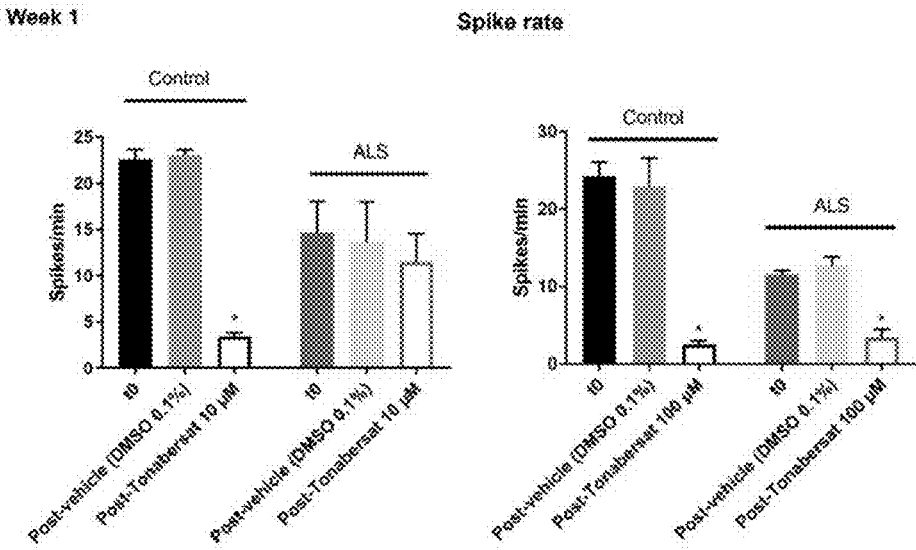 Week 1
Spike rate
Control
ALS
Spikes/min
25
20
15
10
5
0
*
t0
Post-vehicle (DMSO 0.1%)
Post-Tonabersat 10 µM
t0
Post-vehicle (DMSO 0.1%)
Post-Tonabersat 10 µM
Control
ALS
Spikes/min
30
20
10
0
*
*
t0
Post-vehicle (DMSO 0.1%)
Post-Tonabersat 100 µM
t0
Post-vehicle (DMSO 0.1%)
Post-Tonabersat 100 µM